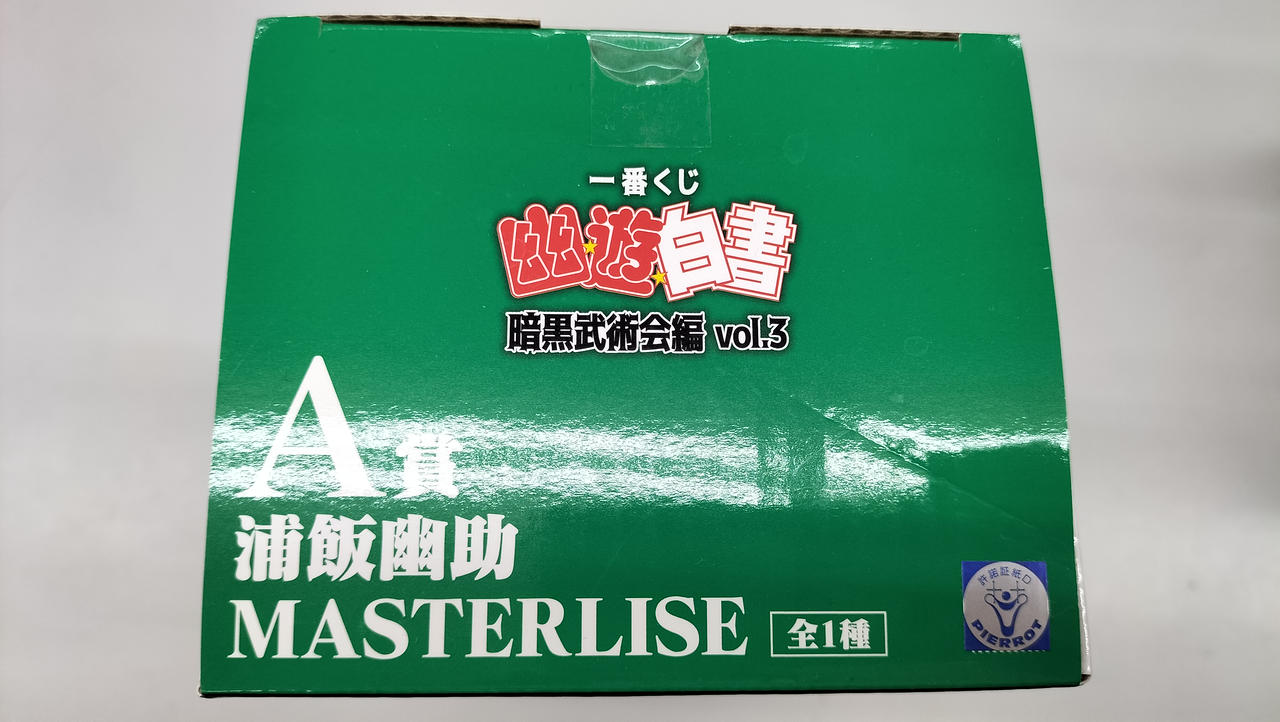 一番くじ
幽☆遊☆白書
暗黒武術会編 vol.3
A賞
浦飯幽助
MASTERLISE 全1種
許諾証紙D
PIERROT